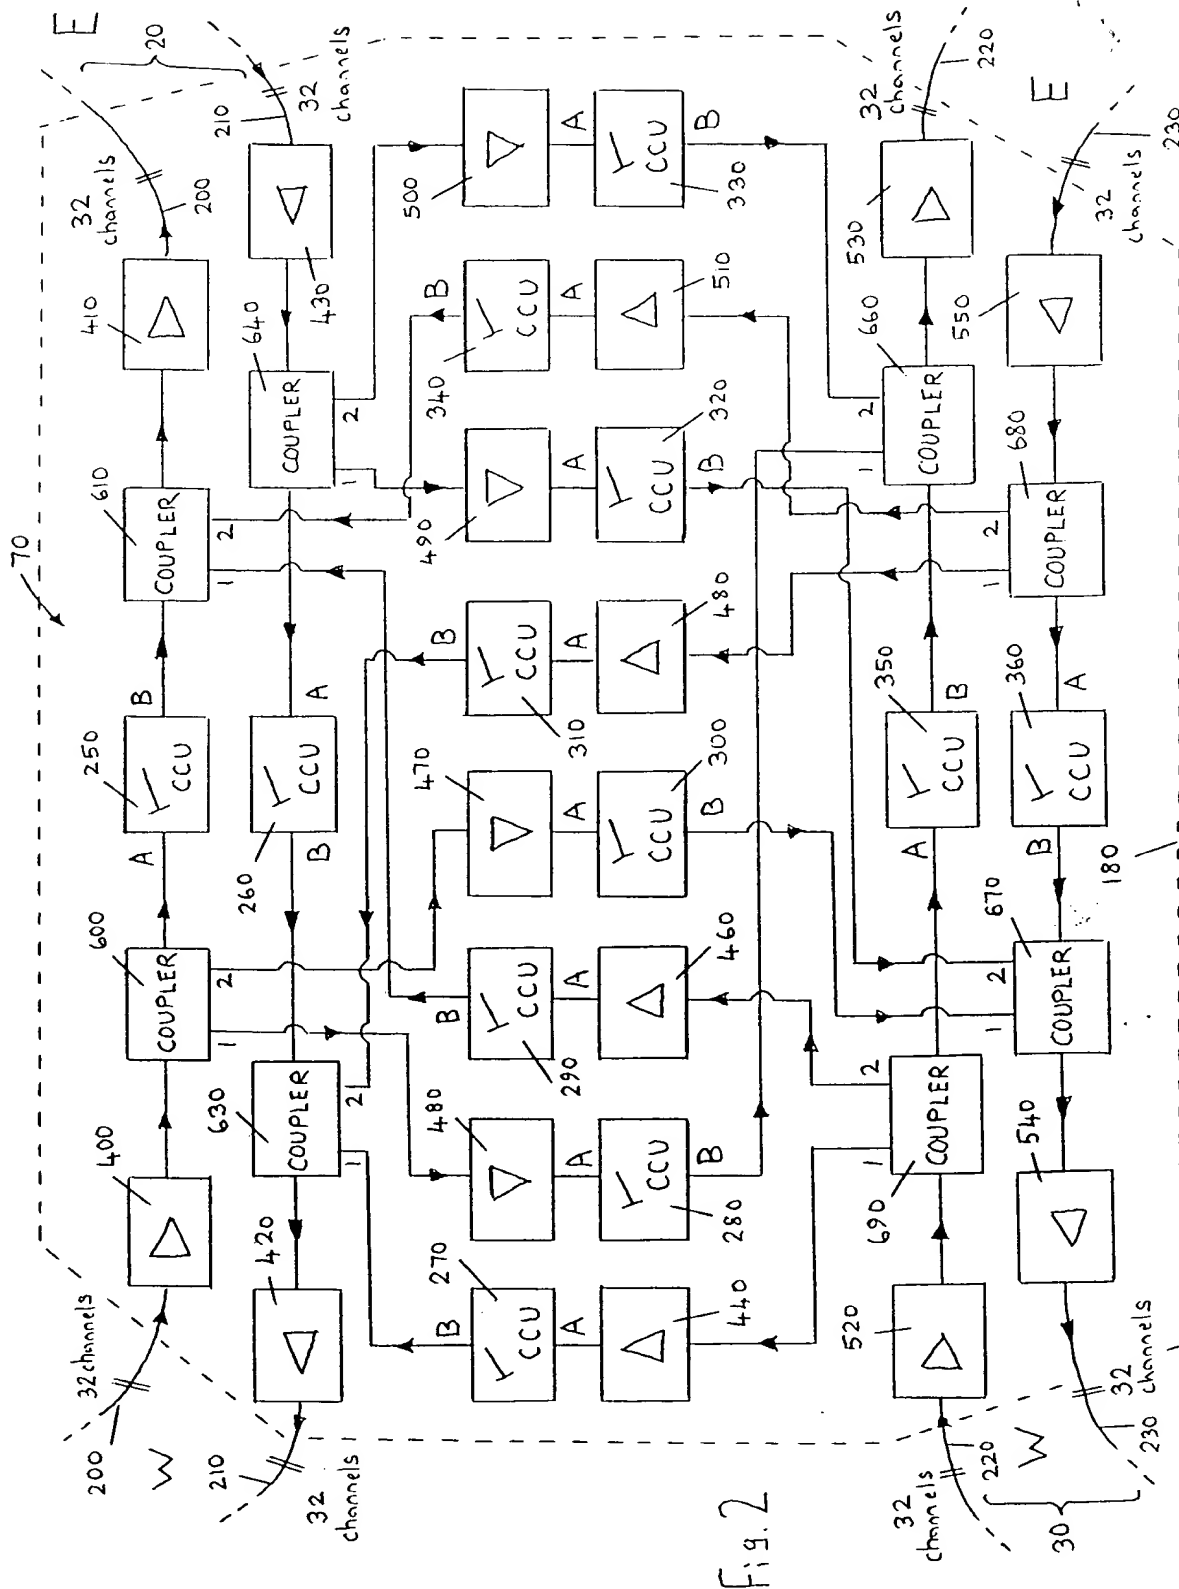 70
E
20
200
32 channels
400
600
250
610
410
32
channels
200
W
A
B
COUPLER
CCU
COUPLER
1
2
1
2
210
630
260
640
210
32
channels
COUPLER
CCU
COUPLER
430
32
channels
420
B
A
1
2
1
2
270
B
480
B
470
B
490
340
B
500
CCU
290
CCU
310
CCU
CCU
A
A
A
A
A
A
A
A
CCU
CCU
CCU
CCU
440
280
B
460
300
B
480
320
B
510
330
B
Fig. 2
520
690
1
2
350
660
1
2
530
32
channels
220
COUPLER
A
CCU
B
COUPLER
32
channels
220
W
540
670
1
2
B
360
A
680
1
2
550
E
30
COUPLER
CCU
COUPLER
32
channels
230
180
32
channels
230